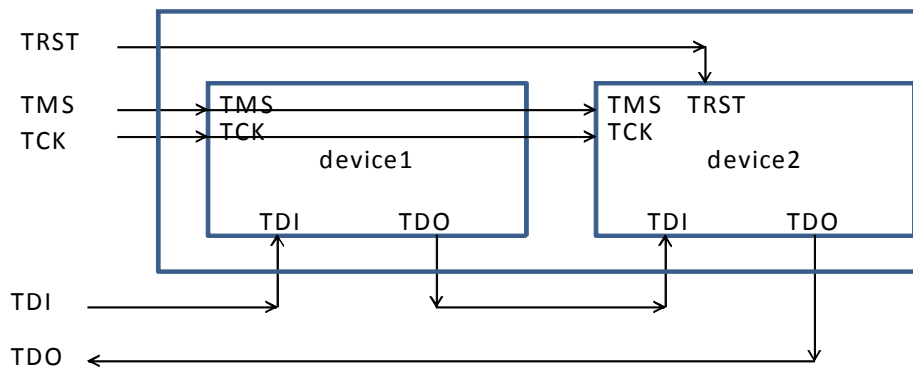 TRST
TMS TMS TMS TRST
TCK TCK TCK
device1 device2
TDI TDO TDI TDO
TDI
TDO